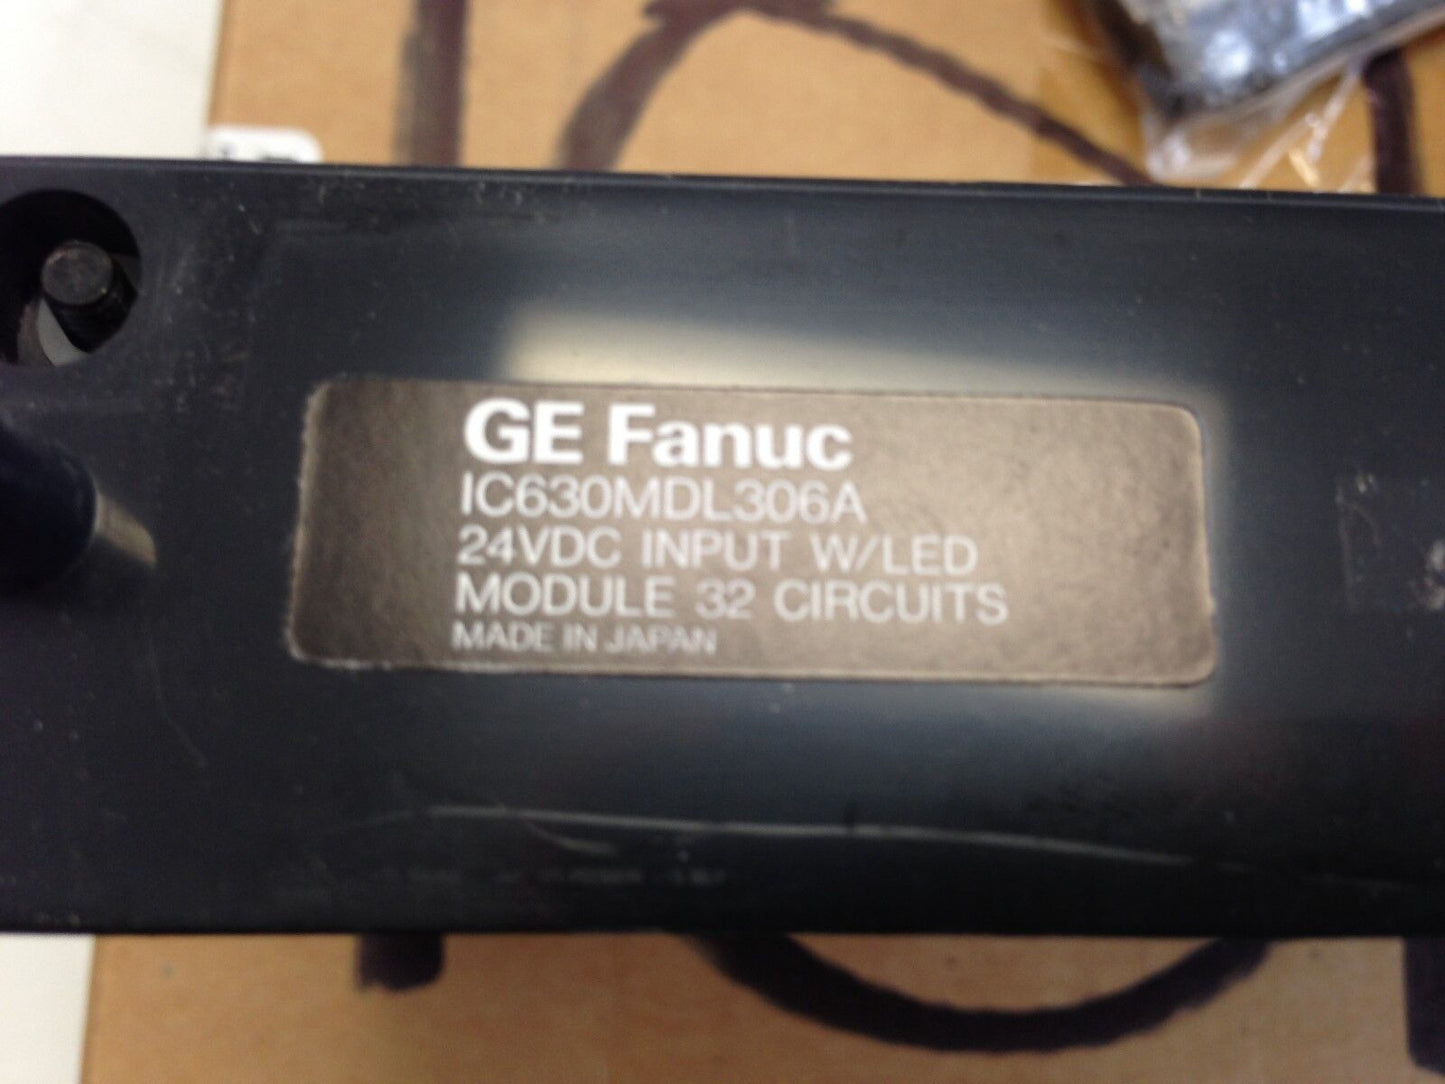 GE Fanuc
IC630MDL306A
24VDC INPUT W/LED
MODULE 32 CIRCUITS
MADE IN JAPAN